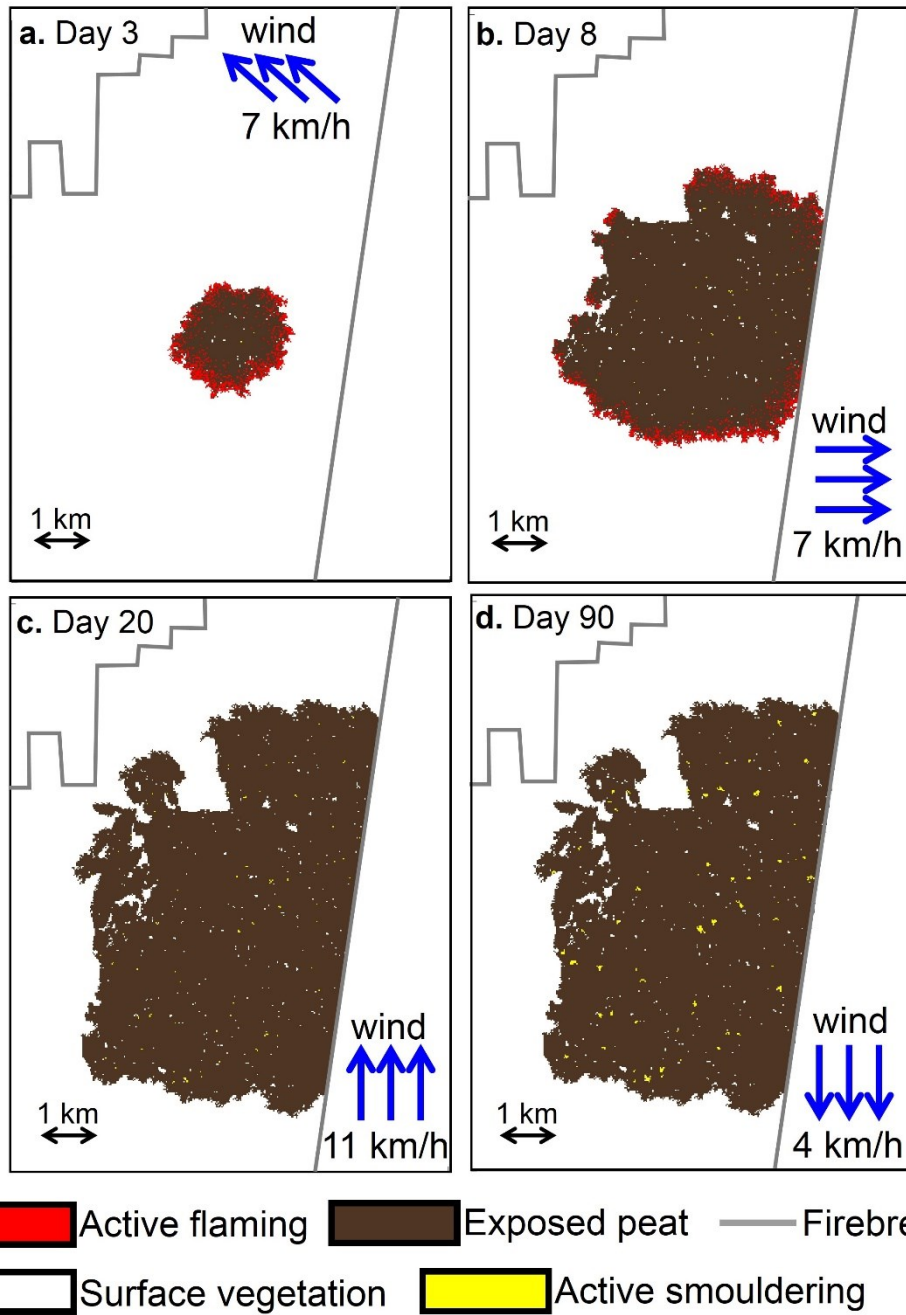 a. Day 3
wind
7 km/h
1 km
b. Day 8
wind
7 km/h
1 km
c. Day 20
wind
11 km/h
1 km
d. Day 90
wind
4 km/h
1 km
Active flaming Exposed peat Firebre
Surface vegetation Active smouldering